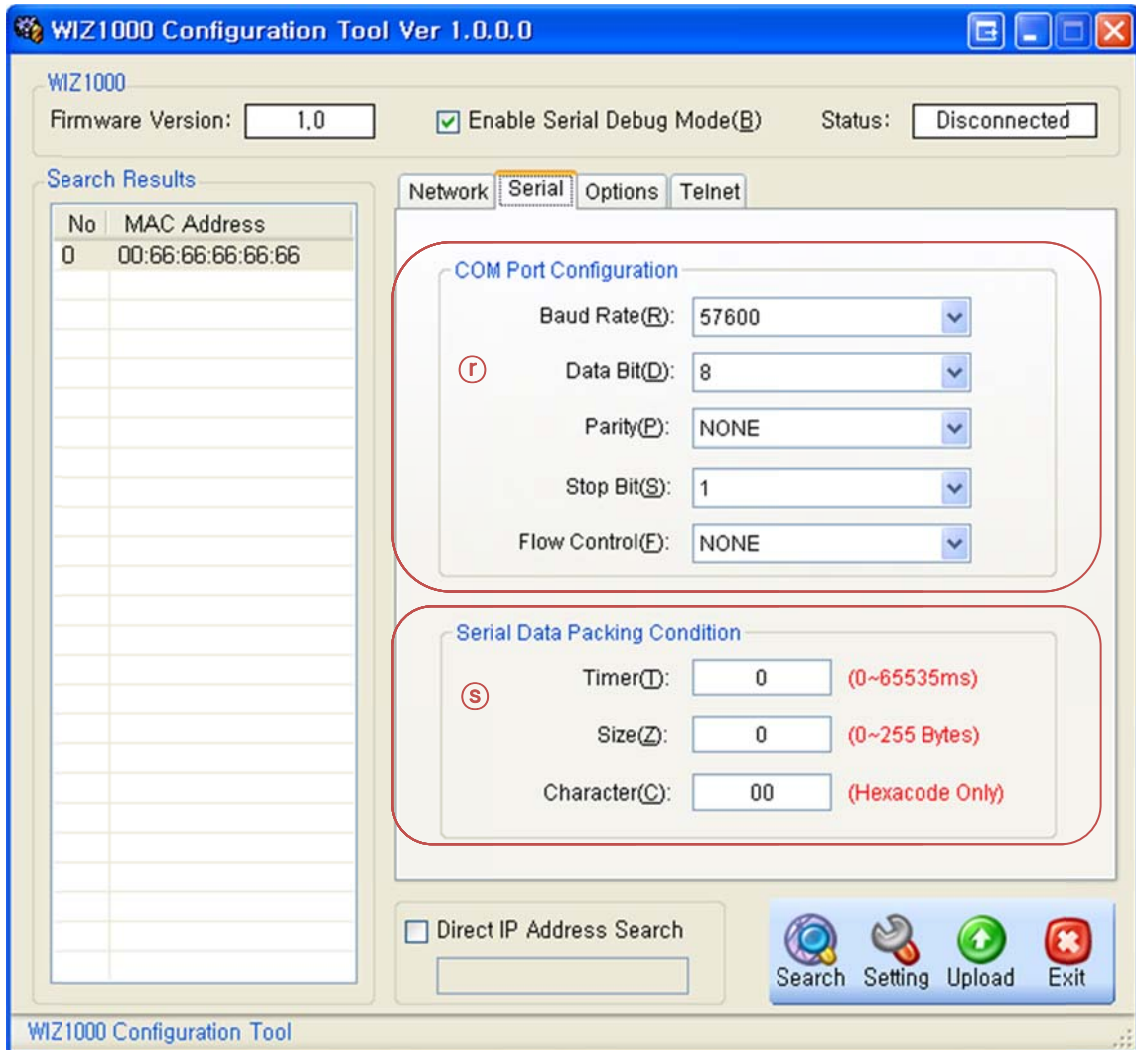 WIZ1000 Configuration Tool Ver 1.0.0.0
WIZ1000
Firmware Version: 1.0 Enable Serial Debug Mode(B) Status: Disconnected
Search Results
No MAC Address
0 00:66:66:66:66:66
Network Serial Options Telnet
COM Port Configuration
Baud Rate(R): 57600
ⓡ Data Bit(D): 8
Parity(P): NONE
Stop Bit(S): 1
Flow Control(F): NONE
Serial Data Packing Condition
Timer(T): 0 (0~65535ms)
ⓢ
Size(Z): 0 (0~255 Bytes)
Character(C): 00 (Hexacode Only)
Direct IP Address Search
Search Setting Upload Exit
WIZ1000 Configuration Tool